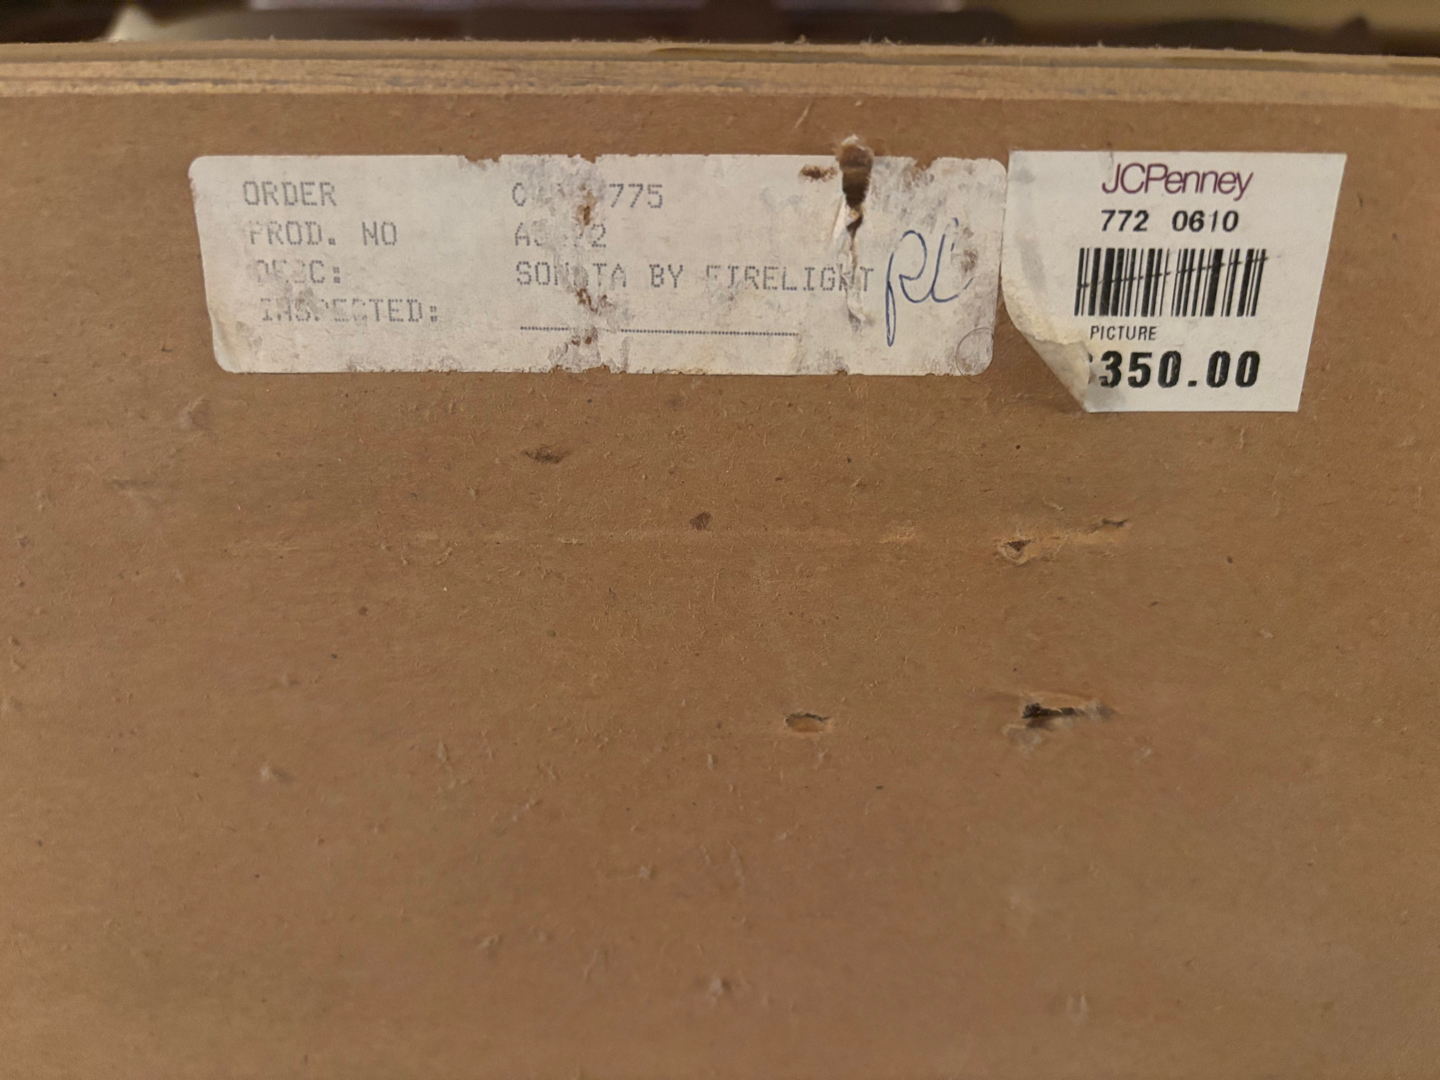 ORDER
PROD. NO
DESC:
SONATA BY FIRELIGHT
INSPECTED:
JCPenney
772 0610
PICTURE
$350.00